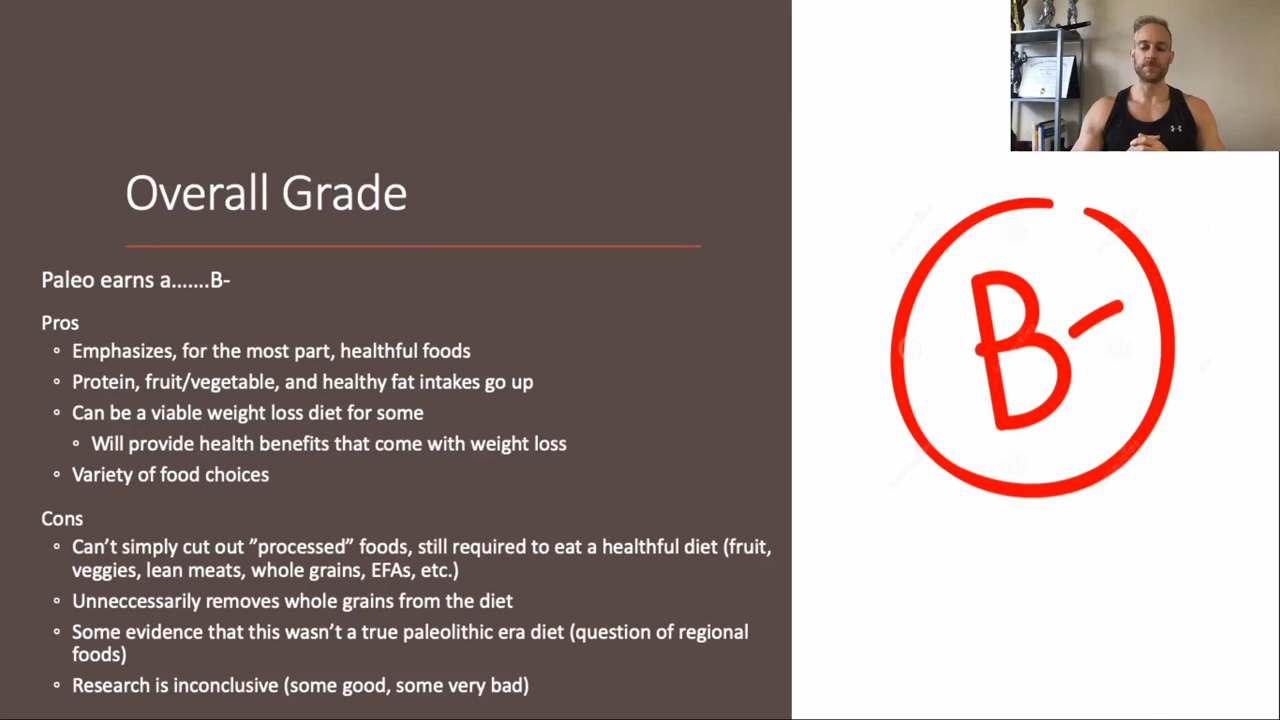 Overall Grade
Paleo earns a.......B-
Pros
Emphasizes, for the most part, healthful foods
Protein, fruit/vegetable, and healthy fat intakes go up
Can be a viable weight loss diet for some
Will provide health benefits that come with weight loss
Variety of food choices
Cons
Can't simply cut out ”processed” foods, still required to eat a healthful diet (fruit,
veggies, lean meats, whole grains, EFAs, etc.)
Unneccessarily removes whole grains from the diet
Some evidence that this wasn't a true paleolithic era diet (question of regional
foods)
Research is inconclusive (some good, some very bad)
B-